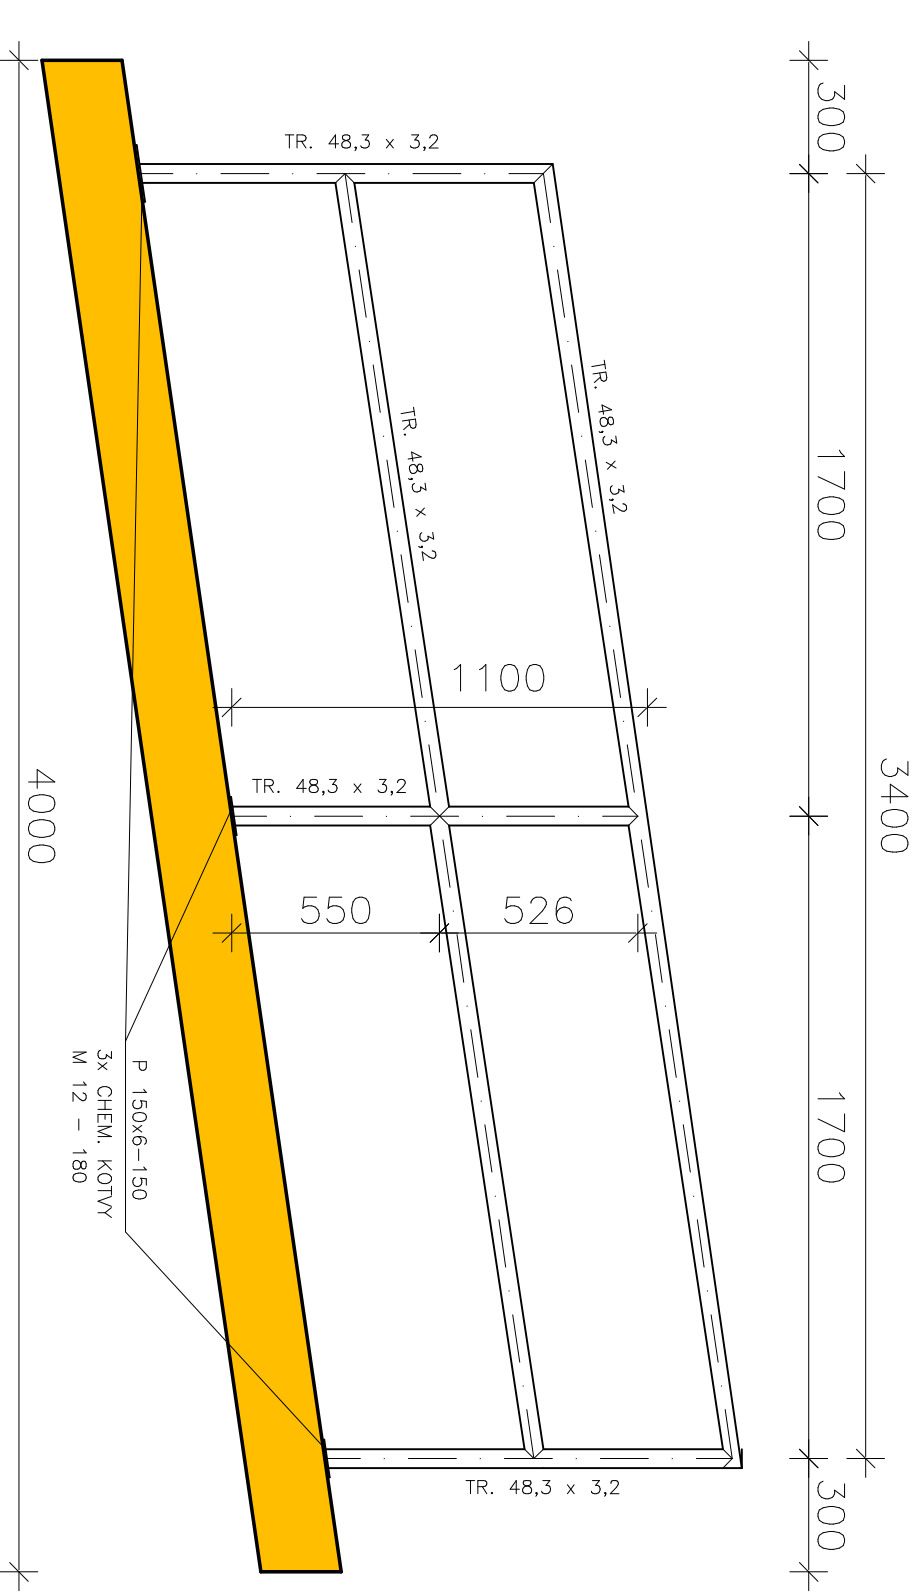 300
1700
1700
300
3400
TR. 48,3 x 3,2
TR. 48,3 x 3,2
TR. 48,3 x 3,2
1100
TR. 48,3 x 3,2
550
526
P 150x6-150
3x CHEM. KOTVY
M 12 - 180
TR. 48,3 x 3,2
4000